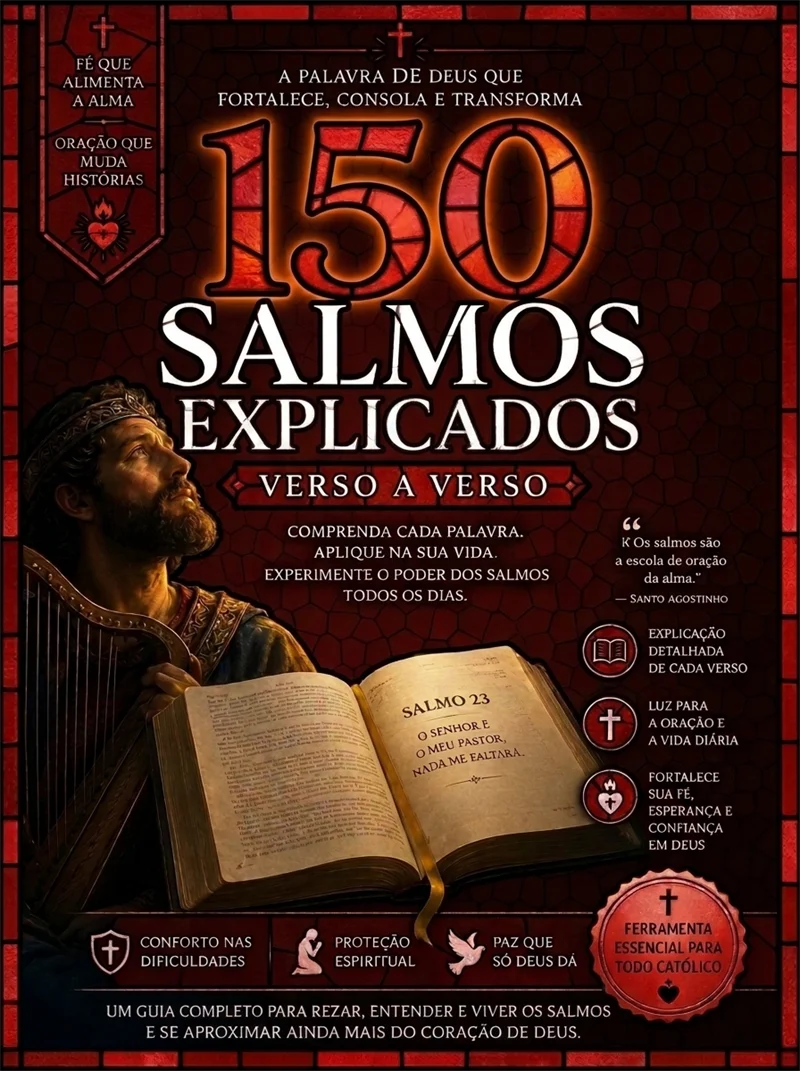 FÉ QUE
ALIMENTA
A ALMA
ORAÇÃO QUE
MUDA
HISTÓRIAS
A PALAVRA DE DEUS QUE
FORTALECE, CONSOLA E TRANSFORMA
150
SALMOS
EXPLICADOS
VERSO A VERSO
COMPRENDA CADA PALAVRA.
APLIQUE NA SUA VIDA.
EXPERIMENTE O PODER DOS SALMOS
TODOS OS DIAS.
“
K Os salmos são
a escola de oração
da alma.”
— SANTO AGOSTINHO
EXPLICAÇÃO
DETALHADA
DE CADA VERSO
LUZ PARA
A ORAÇÃO E
A VIDA DIÁRIA
FORTALECE
SUA FÉ,
ESPERANÇA E
CONFIANÇA
EM DEUS
SALMO 23
O SENHOR E
O MEU PASTOR,
NADA ME FALTARA.
CONFORTO NAS
DIFICULDADES
PROTEÇÃO
ESPIRITUAL
PAZ QUE
SÓ DEUS DÁ
FERRAMENTA
ESSENCIAL PARA
TODO CATÓLICO
UM GUIA COMPLETO PARA REZAR, ENTENDER E VIVER OS SALMOS
E SE APROXIMAR AINDA MAIS DO CORAÇÃO DE DEUS.